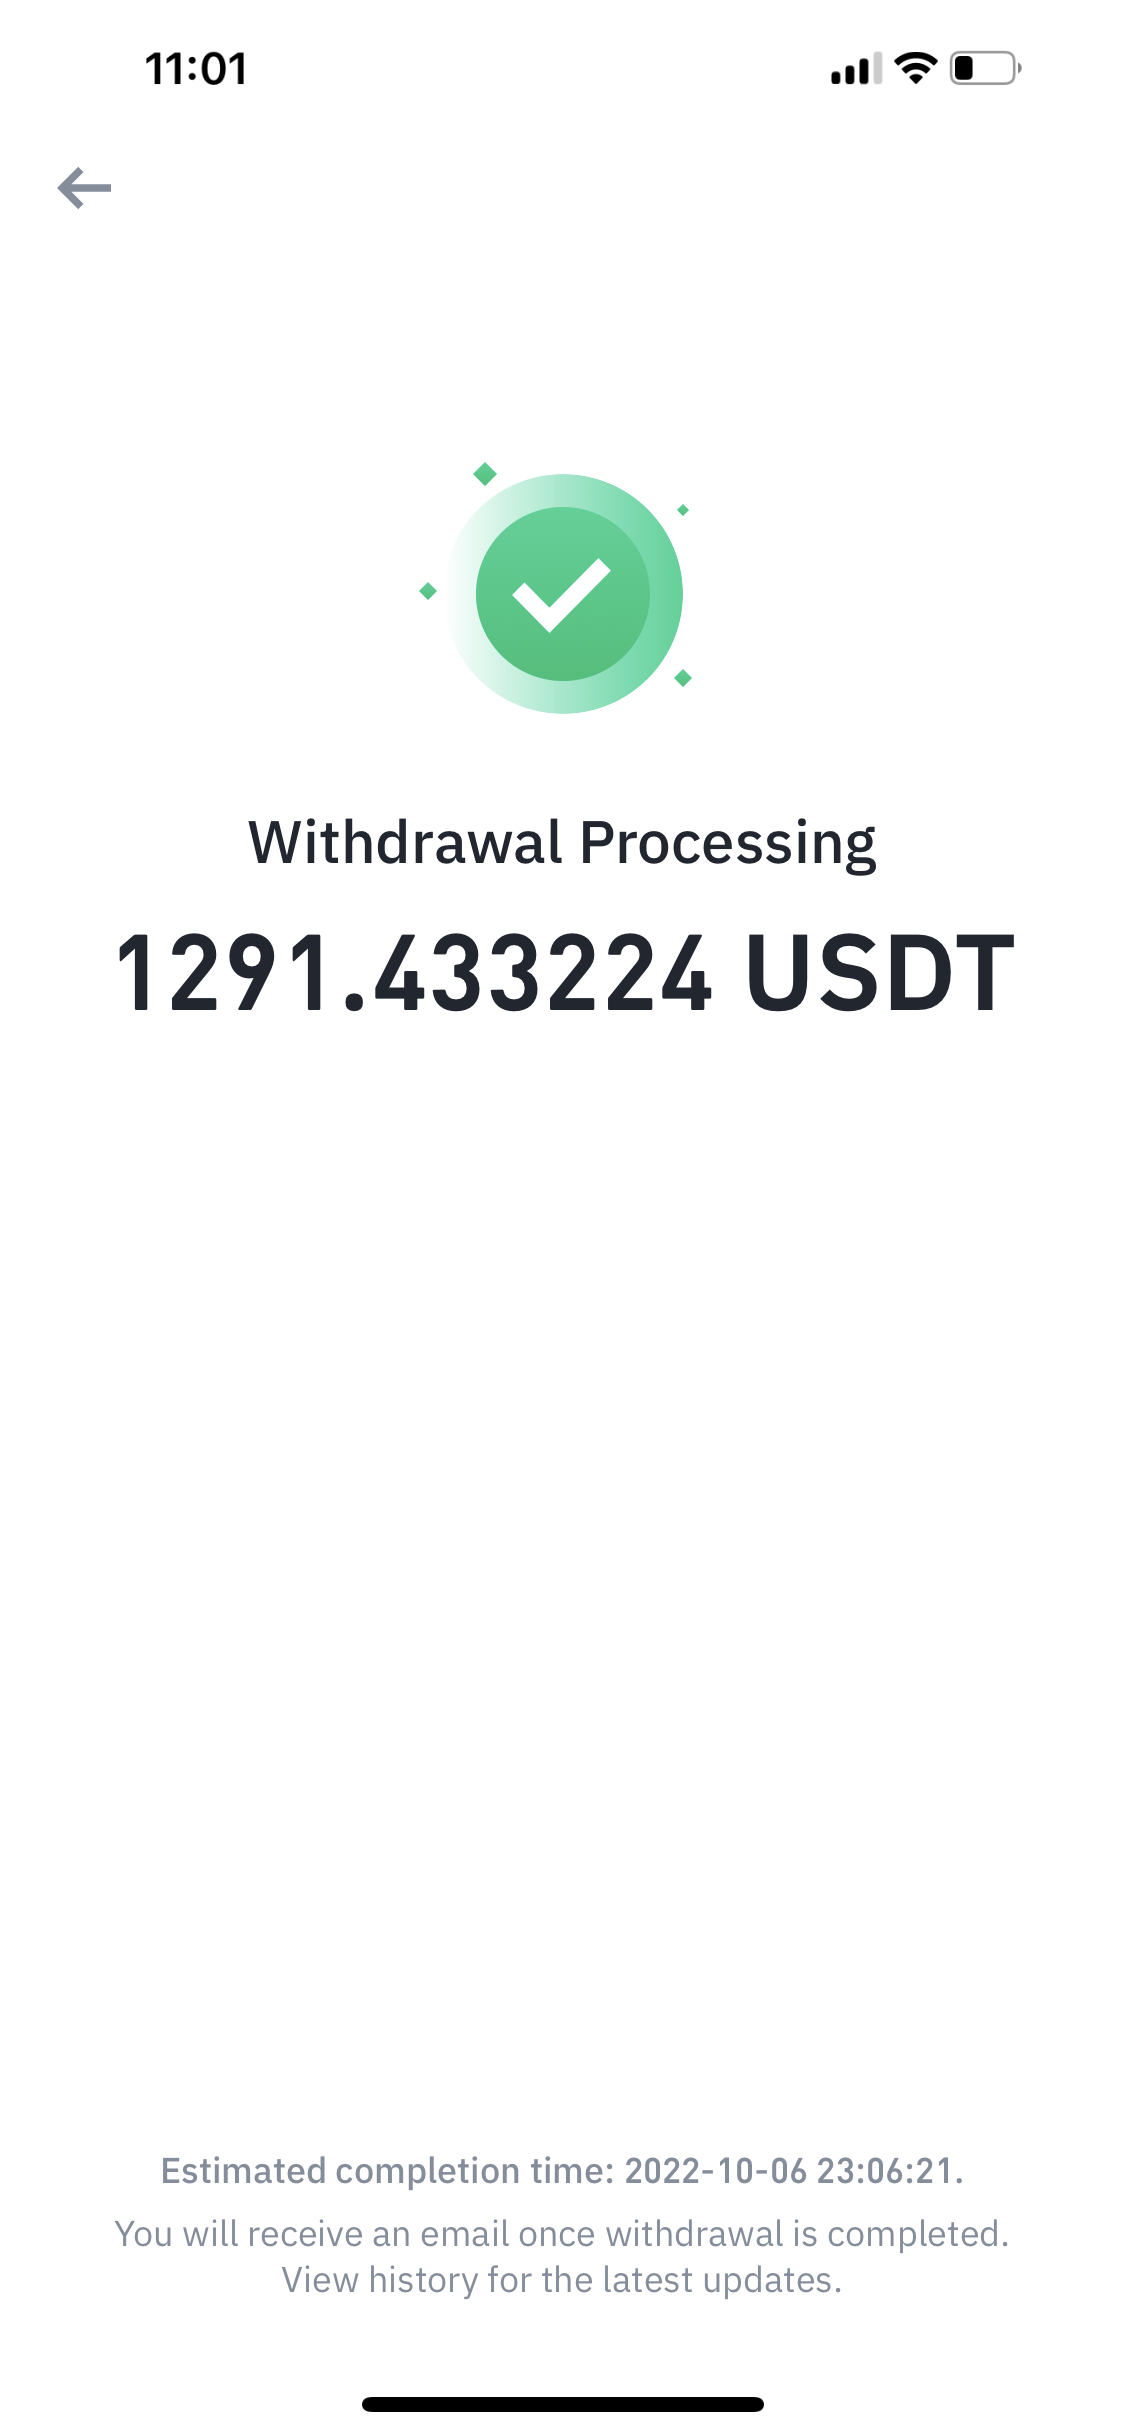 11:01
Withdrawal Processing
1291.433224 USDT
Estimated completion time: 2022-10-06 23:06:21.
You will receive an email once withdrawal is completed.
View history for the latest updates.